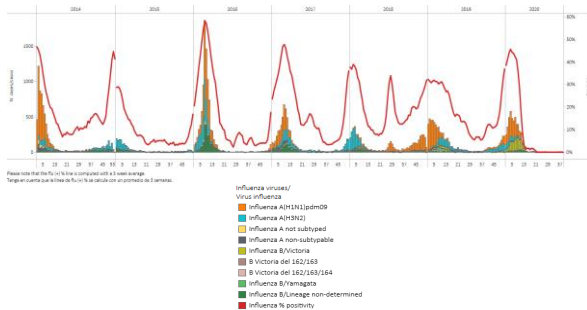 2014 2015 2016 2017 2018 2019 2020
1500
1000
500
0
60%
50%
40%
30%
20%
10%
0%
Please note that the flu (+) % line is computed with a 3 week average.
Tenga en cuenta que la línea de flu (+) % se calcula con un promedio de 3 semanas.
Influenza viruses/
Virus influenza
Influenza A(H1N1)pdm09
Influenza A(H3N2)
Influenza A not subtyped
Influenza A non-subtypable
Influenza B/Victoria
B Victoria del 162/163
B Victoria del 162/163/164
Influenza B/Yamagata
Influenza B/Lineage non-determined
Influenza % positivity